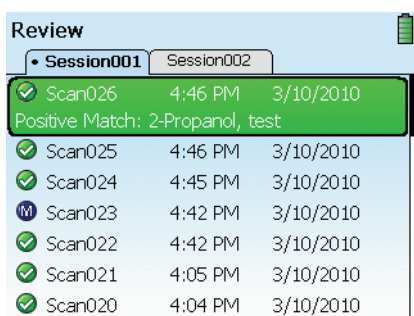 Review
• Session001 Session002
Scan026 4:46 PM 3/10/2010
Positive Match: 2-Propanol, test
Scan025 4:46 PM 3/10/2010
Scan024 4:45 PM 3/10/2010
M Scan023 4:42 PM 3/10/2010
Scan022 4:42 PM 3/10/2010
Scan021 4:05 PM 3/10/2010
Scan020 4:04 PM 3/10/2010